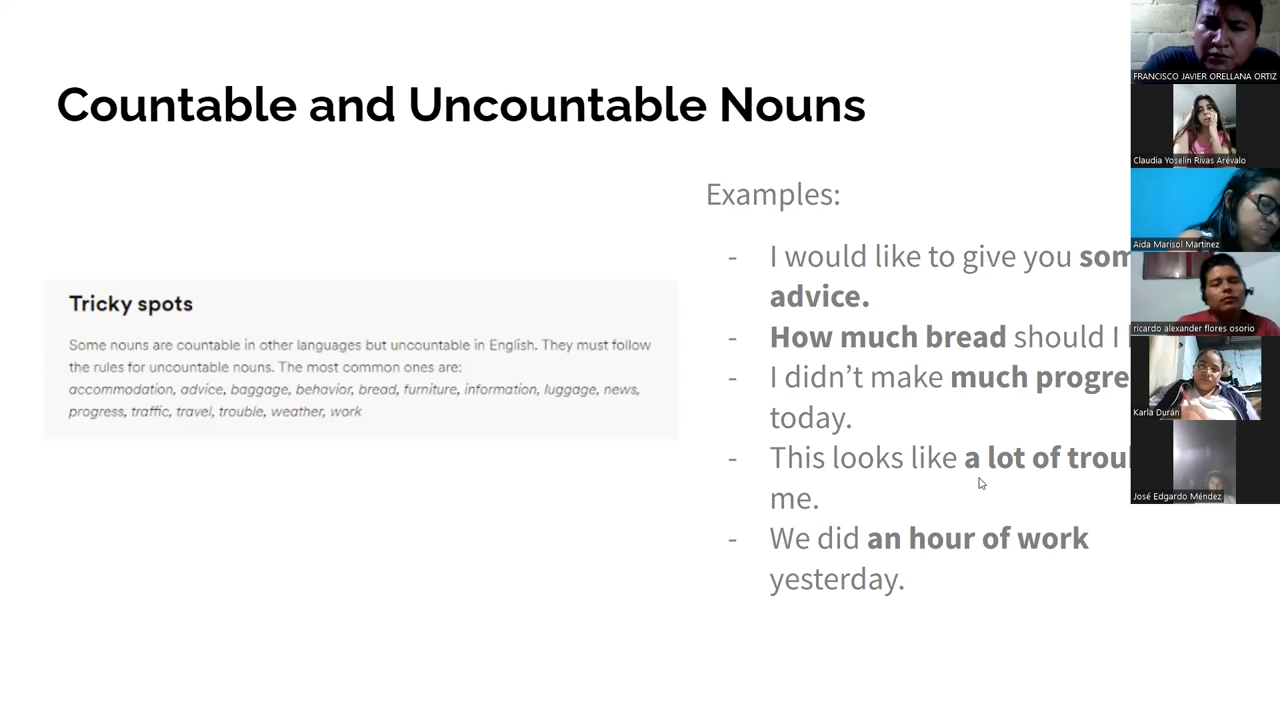 Countable and Uncountable Nouns
Tricky spots
Some nouns are countable in other languages but uncountable in English. They must follow
the rules for uncountable nouns. The most common ones are:
accommodation, advice, baggage, behavior, bread, furniture, information, luggage, news,
progress, traffic, travel, trouble, weather, work
Examples:
- I would like to give you
advice.
- How much bread should I
- I didn't make much
today.
- This looks like a lot of
me.
- We did an hour of work
yesterday.
FRANCISCO JAVIER ORELLANA ORTIZ
Claudia Yoselin Rivas Arévalo
Aida Marisol Martinez
ricardo alexander flores osorio
Karla Durán
José Edgardo Méndez